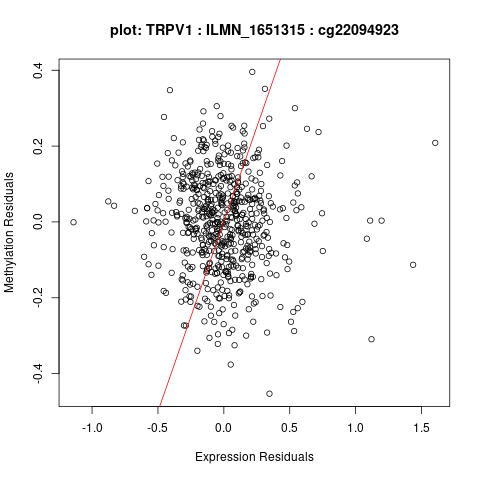 plot: TRPV1 : ILMN_1651315 : cg22094923
Methylation Residuals
0.4
0.2
0.0
-0.2
-0.4
-1.0 -0.5 0.0 0.5 1.0 1.5
Expression Residuals